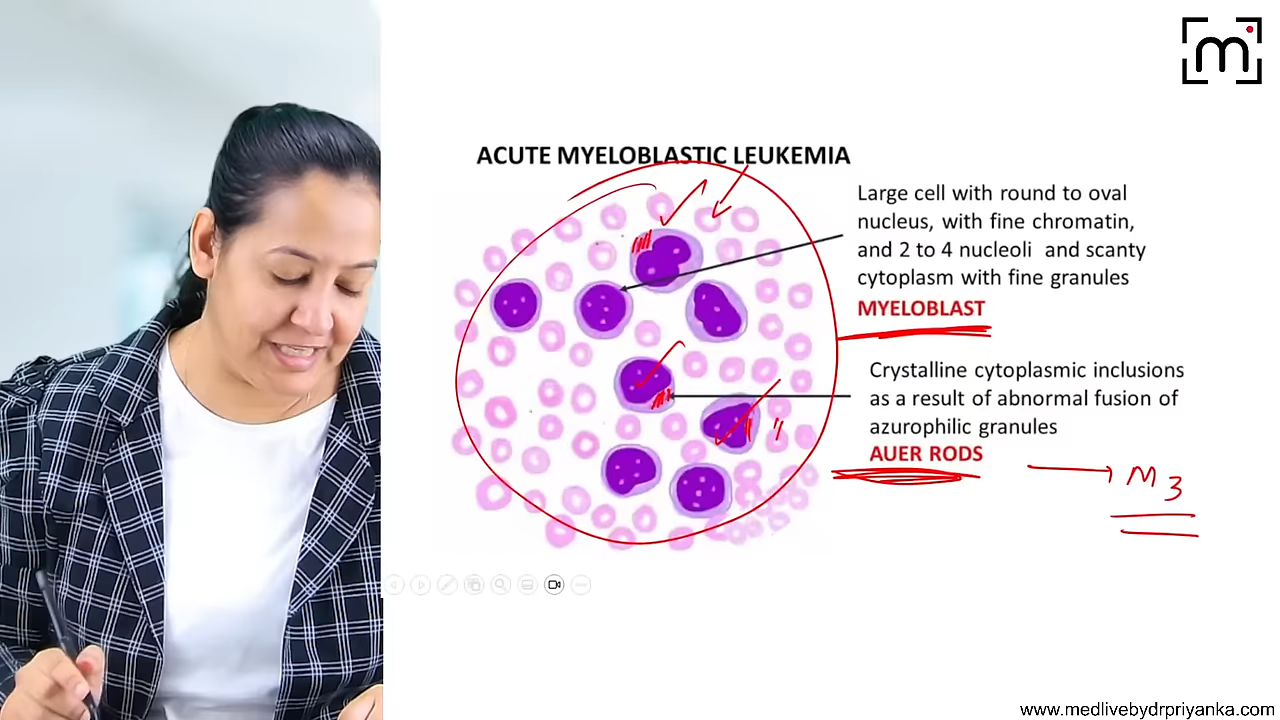 m
ACUTE MYELOBLASTIC LEUKEMIA
Large cell with round to oval
nucleus, with fine chromatin,
and 2 to 4 nucleoli and scanty
cytoplasm with fine granules
MYELOBLAST
Crystalline cytoplasmic inclusions
as a result of abnormal fusion of
azurophilic granules
AUER RODS
M3
www.medlivebydrpriyanka.com